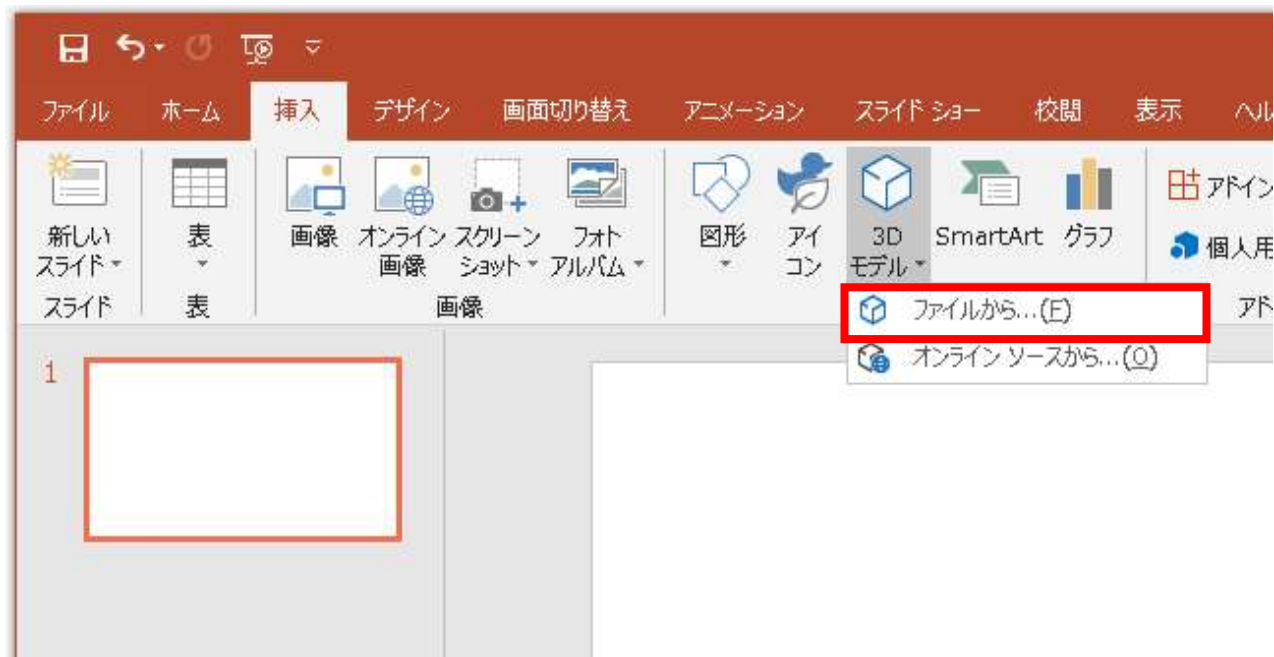 ファイル ホーム 挿入 デザイン 画面切り替え アニメーション スライド ショー 校閲 表示 ヘル
新しい
スライド
表
画像
オンライン
画像
スクリーン
ショット
フォト
アルバム
図形
アイ
コン
3D
モデル
SmartArt
グラフ
アドイン
個人用
スライド
表
画像
アド
ファイルから...(F)
オンライン ソースから...(O)
1